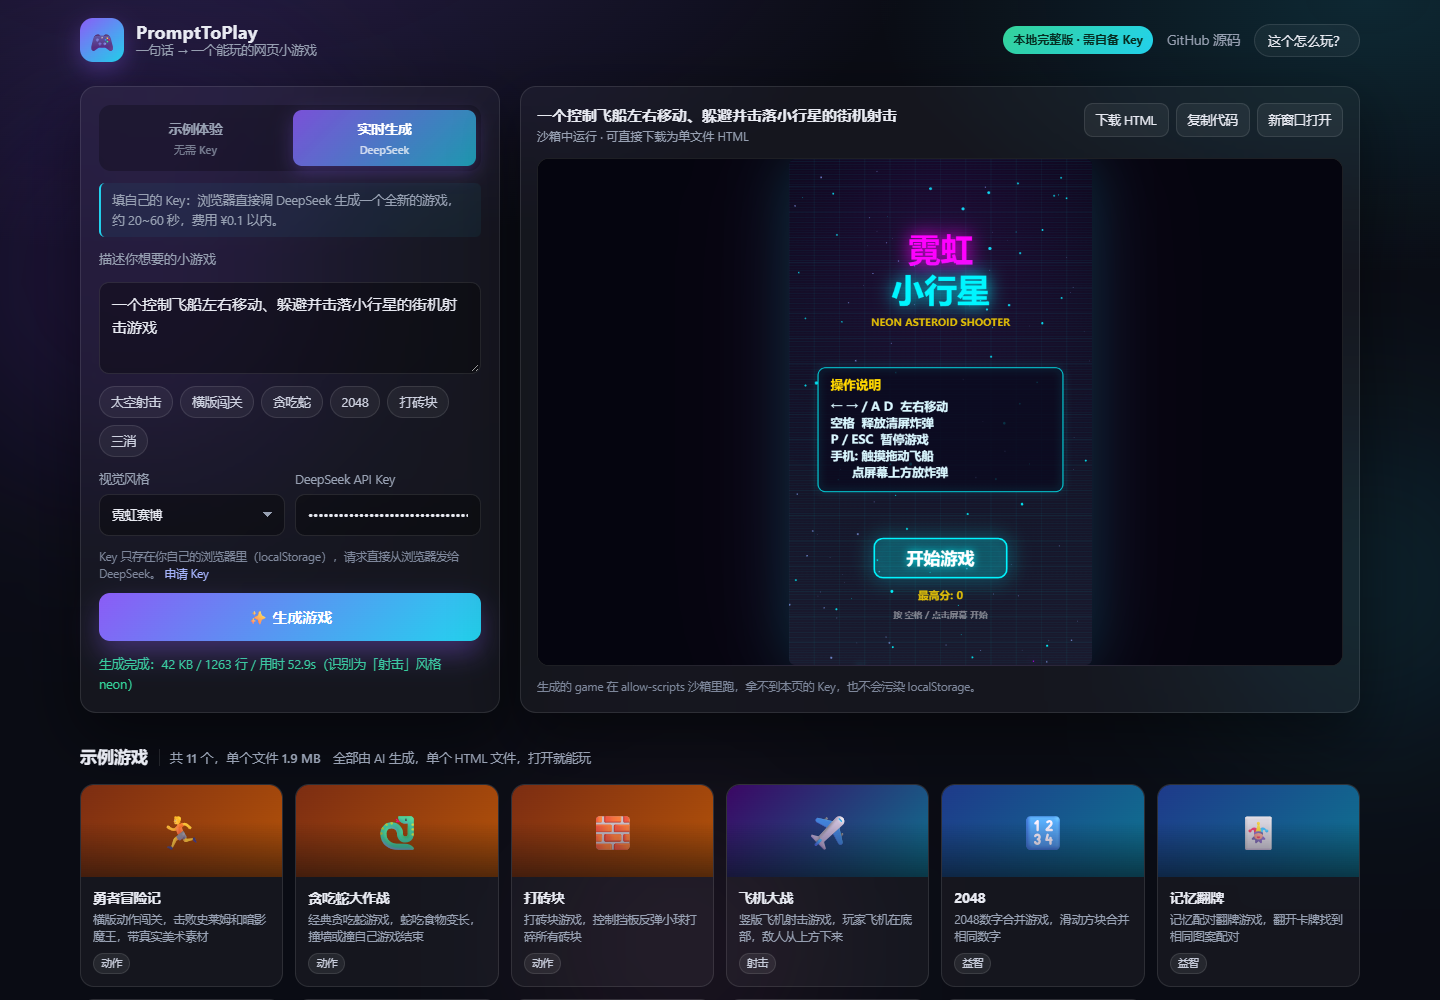 PromptToPlay
一句话 → 一个能玩的网页小游戏
本地完整版 · 需自备 Key
GitHub 源码
这个怎么玩?
示例体验
无需 Key
实时生成
DeepSeek
填自己的 Key：浏览器直接调 DeepSeek 生成一个全新的游戏，
约 20~60 秒，费用 ¥0.1 以内。
描述你想要的小游戏
一个控制飞船左右移动、躲避并击落小行星的街机射
击游戏
太空射击
横版闯关
贪吃蛇
2048
打砖块
三消
视觉风格
DeepSeek API Key
霓虹赛博
Key 只存在你自己的浏览器里（localStorage），请求直接从浏览器发给
DeepSeek。 申请 Key
✨ 生成游戏
生成完成：42 KB / 1263 行 / 用时 52.9s（识别为「射击」风格
neon）
一个控制飞船左右移动、躲避并击落小行星的街机射击
沙箱中运行 · 可直接下载为单文件 HTML
下载 HTML
复制代码
新窗口打开
霓虹
小行星
NEON ASTEROID SHOOTER
操作说明
← → / A D 左右移动
空格 释放清屏炸弹
P / ESC 暂停游戏
手机: 触摸拖动飞船
点屏幕上方放炸弹
开始游戏
最高分: 0
按 空格 / 点击屏幕 开始
生成的 game 在 allow-scripts 沙箱里跑，拿不到本页的 Key，也不会污染 localStorage。
示例游戏
共 11 个，单个文件 1.9 MB 全部由 AI 生成，单个 HTML 文件，打开就能玩
勇者冒险记
横版动作闯关，击败史莱姆和暗影
魔王，带真实美术素材
动作
贪吃蛇大作战
经典贪吃蛇游戏，蛇吃食物变长，
撞墙或撞自己游戏结束
动作
打砖块
打砖块游戏，控制挡板反弹小球打
碎所有砖块
动作
飞机大战
竖版飞机射击游戏，玩家飞机在底
部，敌人从上方下来
射击
1 2
3 4
2048
2048数字合并游戏，滑动方块合并
相同数字
益智
记忆翻牌
记忆配对翻牌游戏，翻开卡牌找到
相同图案配对
益智